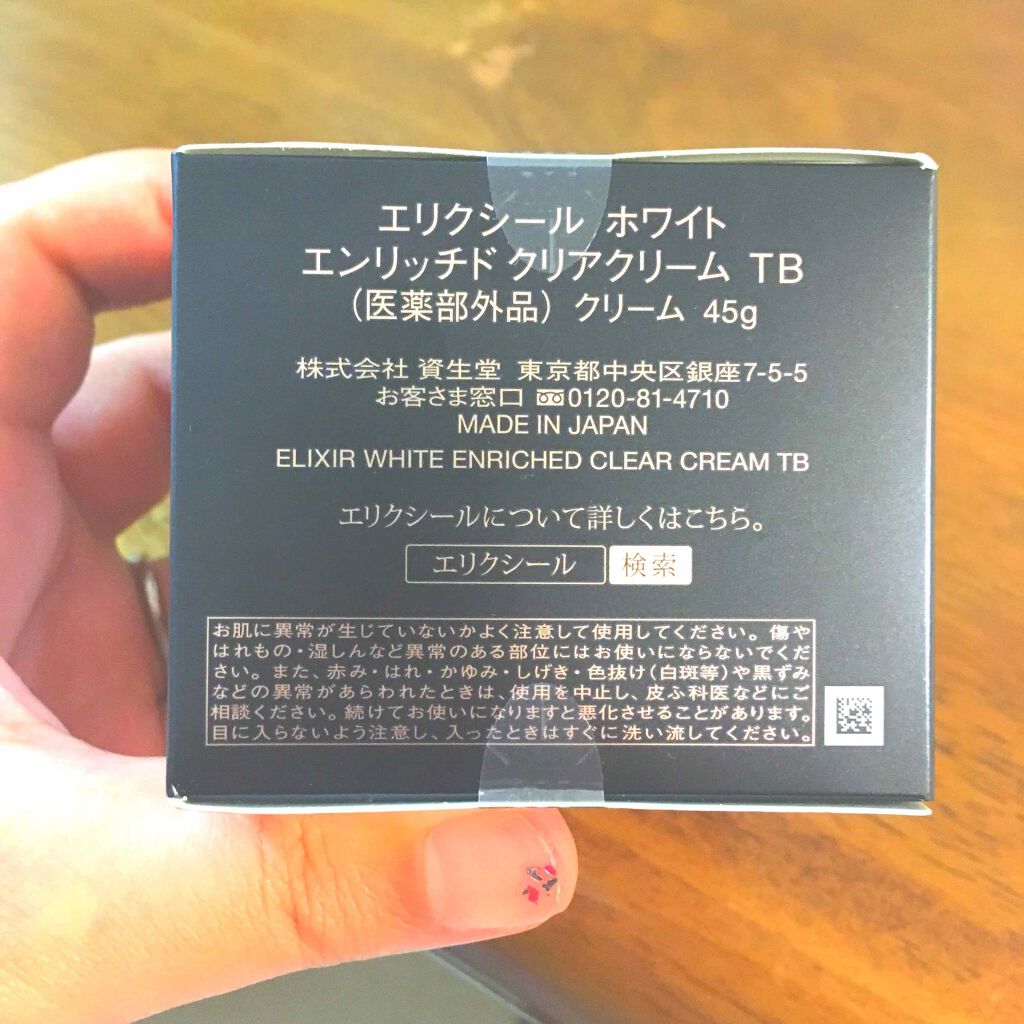 エリクシール ホワイト
エンリッチド クリアクリーム TB
（医薬部外品） クリーム 45g
株式会社 資生堂 東京都中央区銀座7-5-5
お客さま窓口 0120-81-4710
MADE IN JAPAN
ELIXIR WHITE ENRICHED CLEAR CREAM TB
エリクシールについて詳しくはこちら。
エリクシール 検索
お肌に異常が生じていないかよく注意して使用してください。傷や
はれもの・湿しんなど異常のある部位にはお使いにならないでくだ
さい。また、赤み・はれ・かゆみ・しげき・色抜け（白斑等）や黒ずみ
などの異常があらわれたときは、使用を中止し、皮ふ科医などにご
相談ください。続けてお使いになりますと悪化させることがあります。
目に入らないよう注意し、入ったときはすぐに洗い流してください。